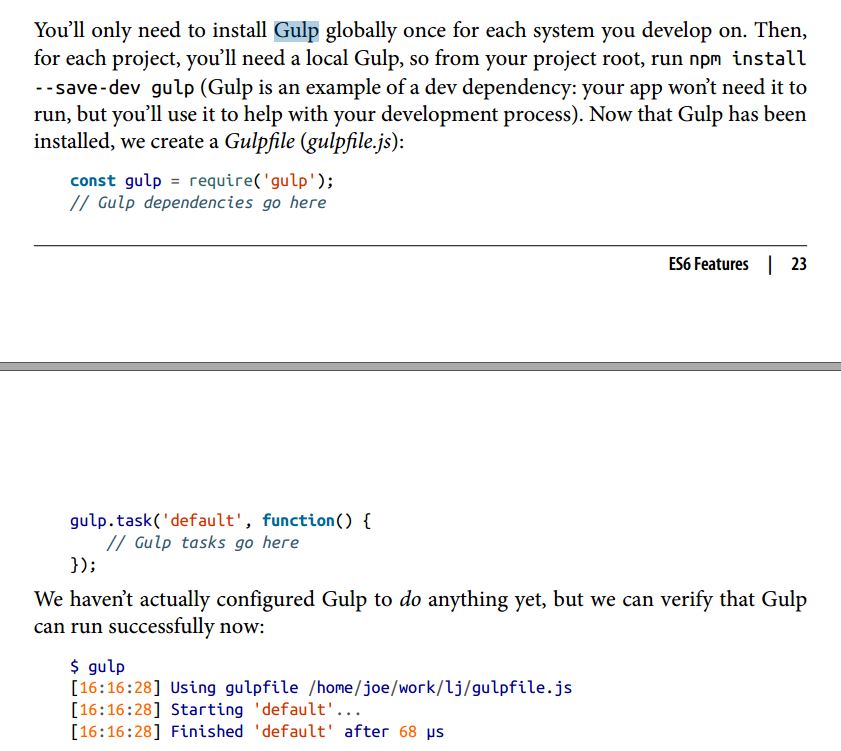 You’ll only need to install Gulp globally once for each system you develop on. Then,
for each project, you’ll need a local Gulp, so from your project root, run npm install
--save-dev gulp (Gulp is an example of a dev dependency: your app won’t need it to
run, but you’ll use it to help with your development process). Now that Gulp has been
installed, we create a Gulpfile (gulpfile.js):
const gulp = require('gulp');
// Gulp dependencies go here
ES6 Features | 23
gulp.task('default', function() {
// Gulp tasks go here
});
We haven’t actually configured Gulp to do anything yet, but we can verify that Gulp
can run successfully now:
$ gulp
[16:16:28] Using gulpfile /home/joe/work/lj/gulpfile.js
[16:16:28] Starting 'default'...
[16:16:28] Finished 'default' after 68 μs